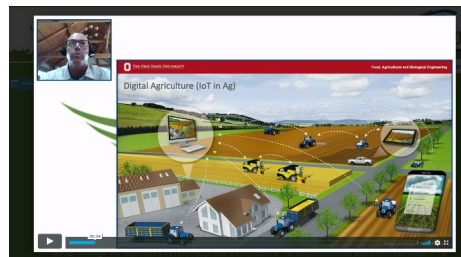 THE OHIO STATE UNIVERSITY
Food, Agricultural and Biological Engineering
Digital Agriculture (IoT in Ag)